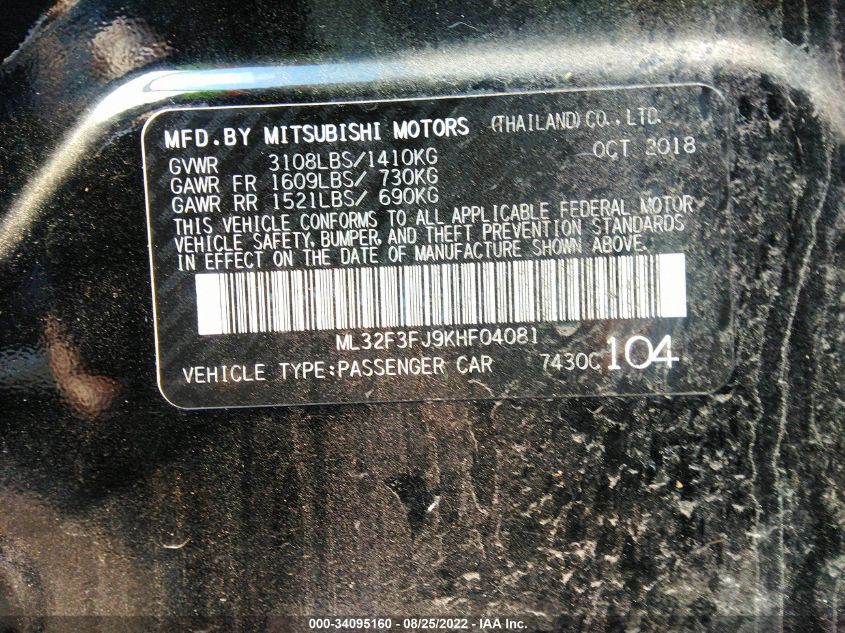 MFD.BY MITSUBISHI MOTORS (THAILAND)CO.,LTD.
GVWR 3108LBS/1410KG OCT 2018
GAWR FR 1609LBS/ 730KG
GAWR RR 1521LBS/ 690KG
THIS VEHICLE CONFORMS TO ALL APPLICABLE FEDERAL MOTOR
VEHICLE SAFETY, BUMPER, AND THEFT PREVENTION STANDARDS
IN EFFECT ON THE DATE OF MANUFACTURE SHOWN ABOVE.
ML32F3FJ9KHF04081
VEHICLE TYPE:PASSENGER CAR 7430C 104
000-34095160 - 08/25/2022 - IAA Inc.